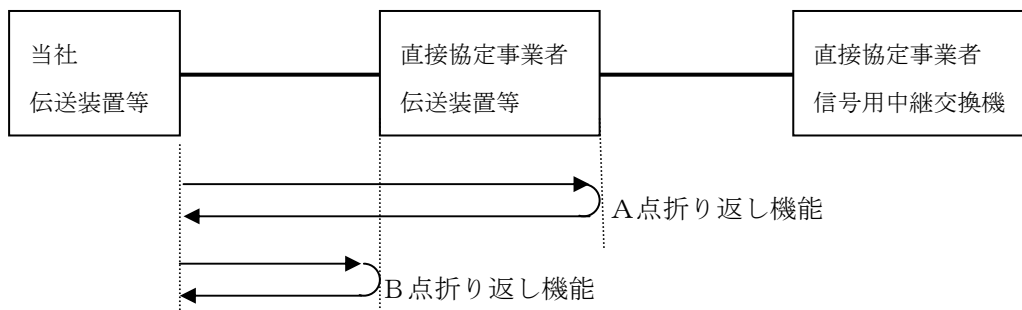 当社
伝送装置等
直接協定事業者
伝送装置等
直接協定事業者
信号用中継交換機
Ａ点折り返し機能
Ｂ点折り返し機能